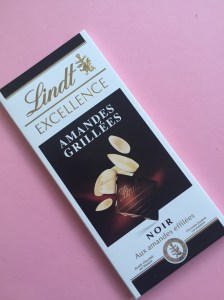 Lindt
EXCELLENCE
AMANDES
GRILLÉES
NOIR
Aux amandes effilées